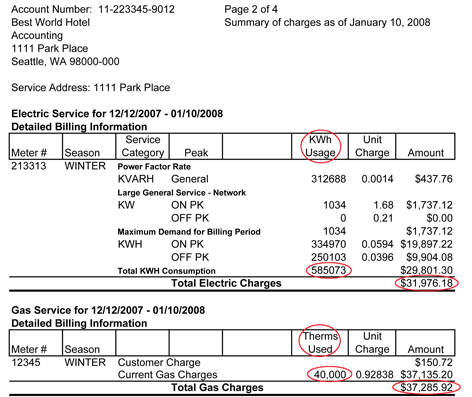 Account Number: 11-223345-9012 Page 2 of 4
Best World Hotel Summary of charges as of January 10, 2008
Accounting
1111 Park Place
Seattle, WA 98000-000
Service Address: 1111 Park Place
Electric Service for 12/12/2007 - 01/10/2008
Detailed Billing Information
Service KWh Unit
Meter # Season Category Peak Usage Charge Amount
213313 WINTER Power Factor Rate
KVARH General 312688 0.0014 $437.76
Large General Service - Network
KW ON PK 1034 1.68 $1,737.12
OFF PK 0 0.21 $0.00
Maximum Demand for Billing Period 1034 $1,737.12
KWH ON PK 334970 0.0594 $19,897.22
OFF PK 250103 0.0396 $9,904.08
Total KWH Consumption 585073 $29,801.30
Total Electric Charges $31,976.18
Gas Service for 12/12/2007 - 01/10/2008
Detailed Billing Information
Therms Unit
Meter # Season Used Charge Amount
12345 WINTER Customer Charge $150.72
Current Gas Charges 40,000 0.92838 $37,135.20
Total Gas Charges $37,285.92